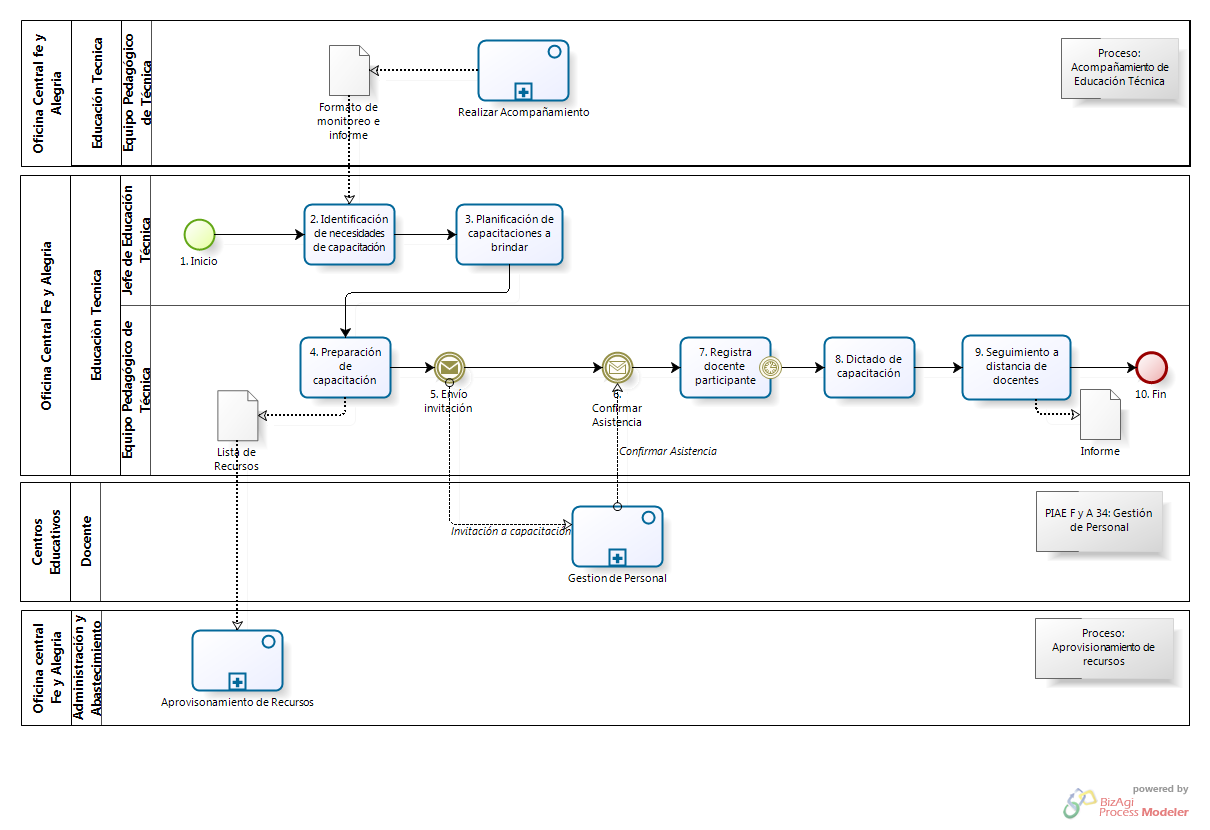 Oficina Central fe y
Alegria
Educación Tecnica
Equipo Pedagógico
de Técnica
Formato de
monitoreo e
informe
Realizar Acompañamiento
Proceso:
Acompañamiento de
Educación Técnica
Oficina Central Fe y Alegria
Educación Tecnica
Jefe de Educación
Técnica
1. Inicio
2. Identificación
de necesidades
de capacitación
3. Planificación de
capacitaciones a
brindar
Equipo Pedagógico de
Técnica
4. Preparación
de
capacitación
5. Envío
invitación
6.
Confirmar
Asistencia
7. Registra
docente
participante
8. Dictado de
capacitación
9. Seguimiento a
distancia de
docentes
10. Fin
Lista de
Recursos
Confirmar Asistencia
Informe
Centros
Educativos
Docente
Invitación a capacitación
Gestion de Personal
PIAE F y A 34: Gestión
de Personal
Oficina central
Fe y Alegria
Administración y
Abastecimiento
Aprovisonamiento de Recursos
Proceso:
Aprovisionamiento de
recursos
powered by
BizAgi
Process Modeler